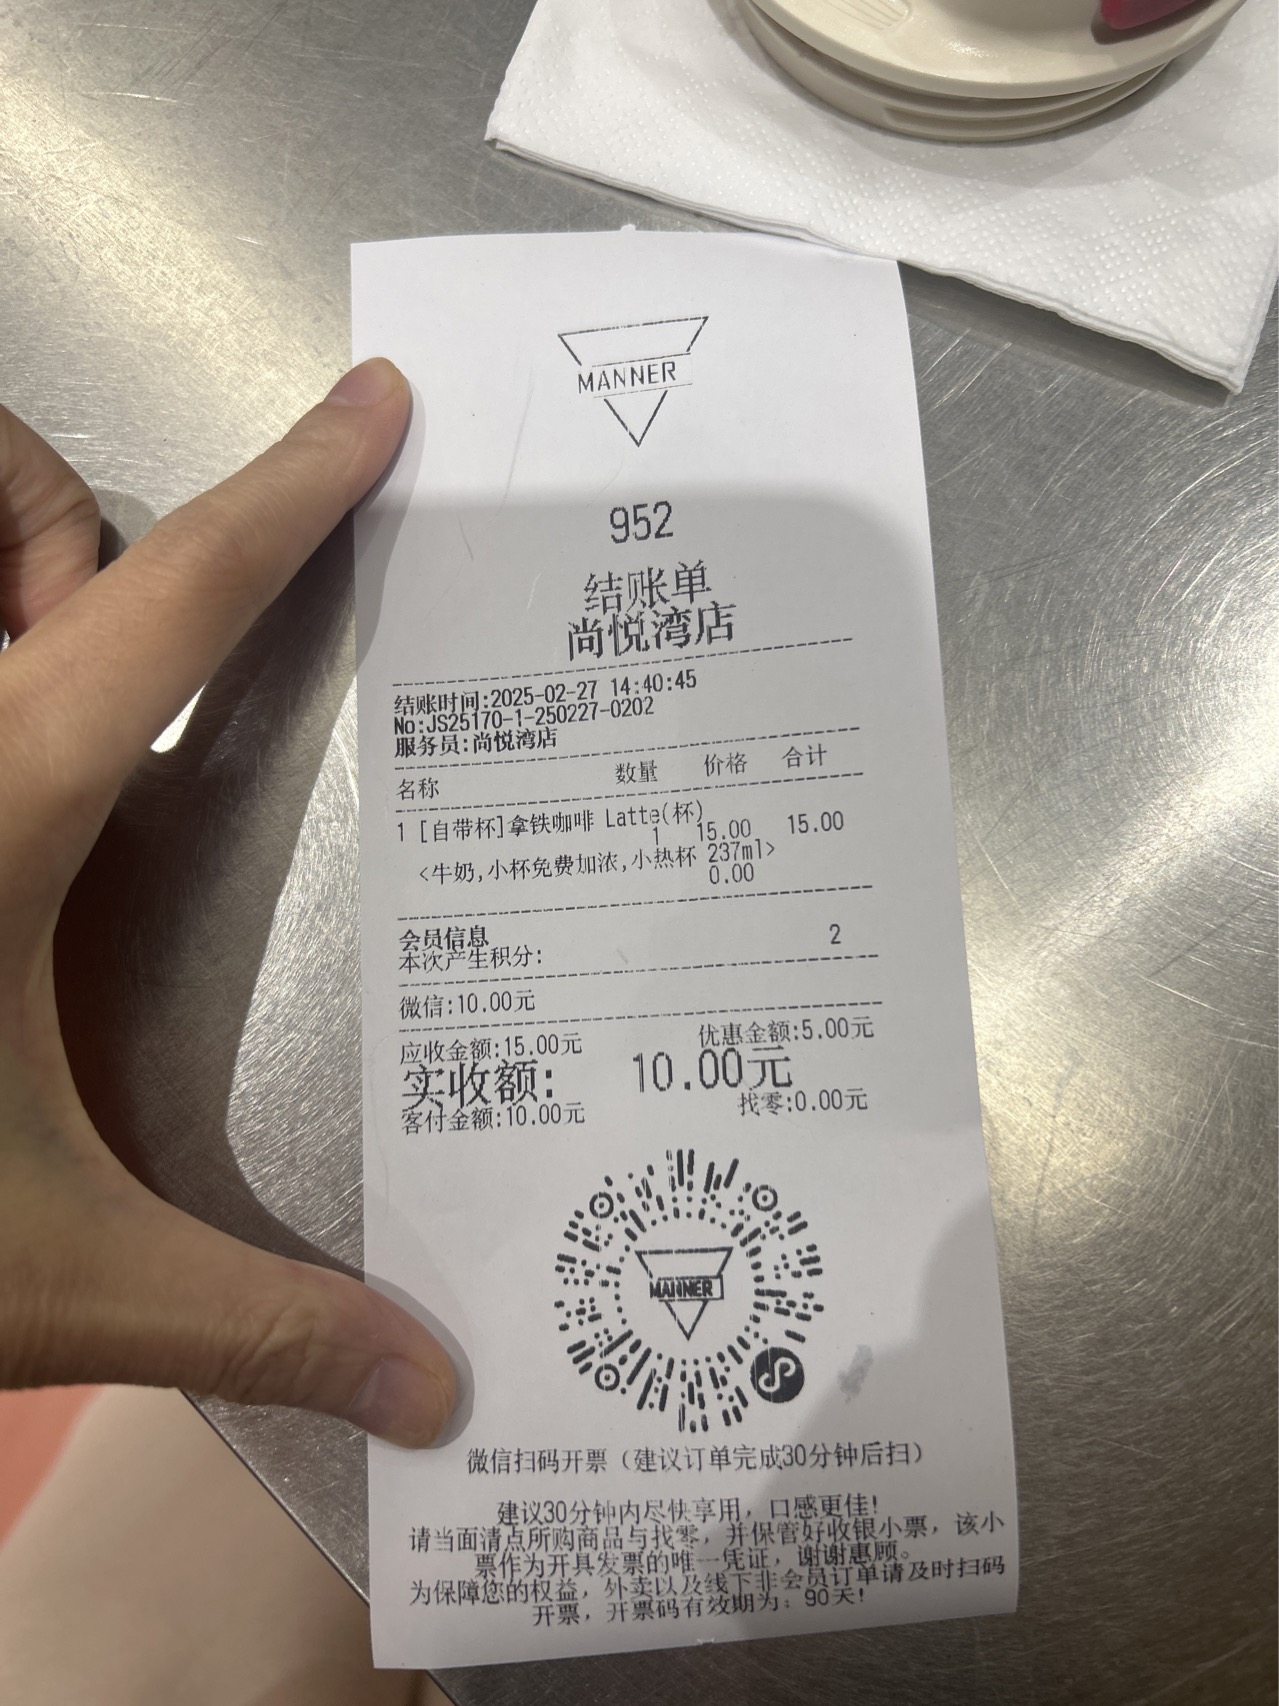 MANNER
952
结账单
尚悦湾店
结账时间:2025-02-27 14:40:45
No:JS25170-1-250227-0202
服务员:尚悦湾店
名称 数量 价格 合计
1 [自带杯]拿铁咖啡 Latte(杯)
1 15.00 15.00
<牛奶,小杯免费加浓,小热杯 237ml>
0.00
会员信息
本次产生积分: 2
微信:10.00元
应收金额:15.00元 优惠金额:5.00元
实收额: 10.00元
客付金额:10.00元 找零:0.00元
MANNER
微信扫码开票（建议订单完成30分钟后扫）
建议30分钟内尽快享用，口感更佳!
请当面清点所购商品与找零，并保管好收银小票，该小
票作为开具发票的唯一凭证，谢谢惠顾。
为保障您的权益，外卖以及线下非会员订单请及时扫码
开票，开票码有效期为：90天!